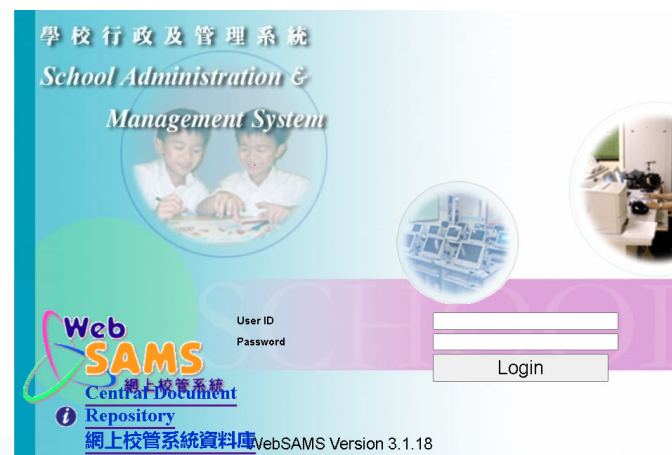 學校行政及管理系統
School Administration &
Management System
SCHOOL
User ID
Password
Login
Web
SAMS
網上校管系統
Central Document
Repository
網上校管系統資料庫
WebSAMS Version 3.1.18